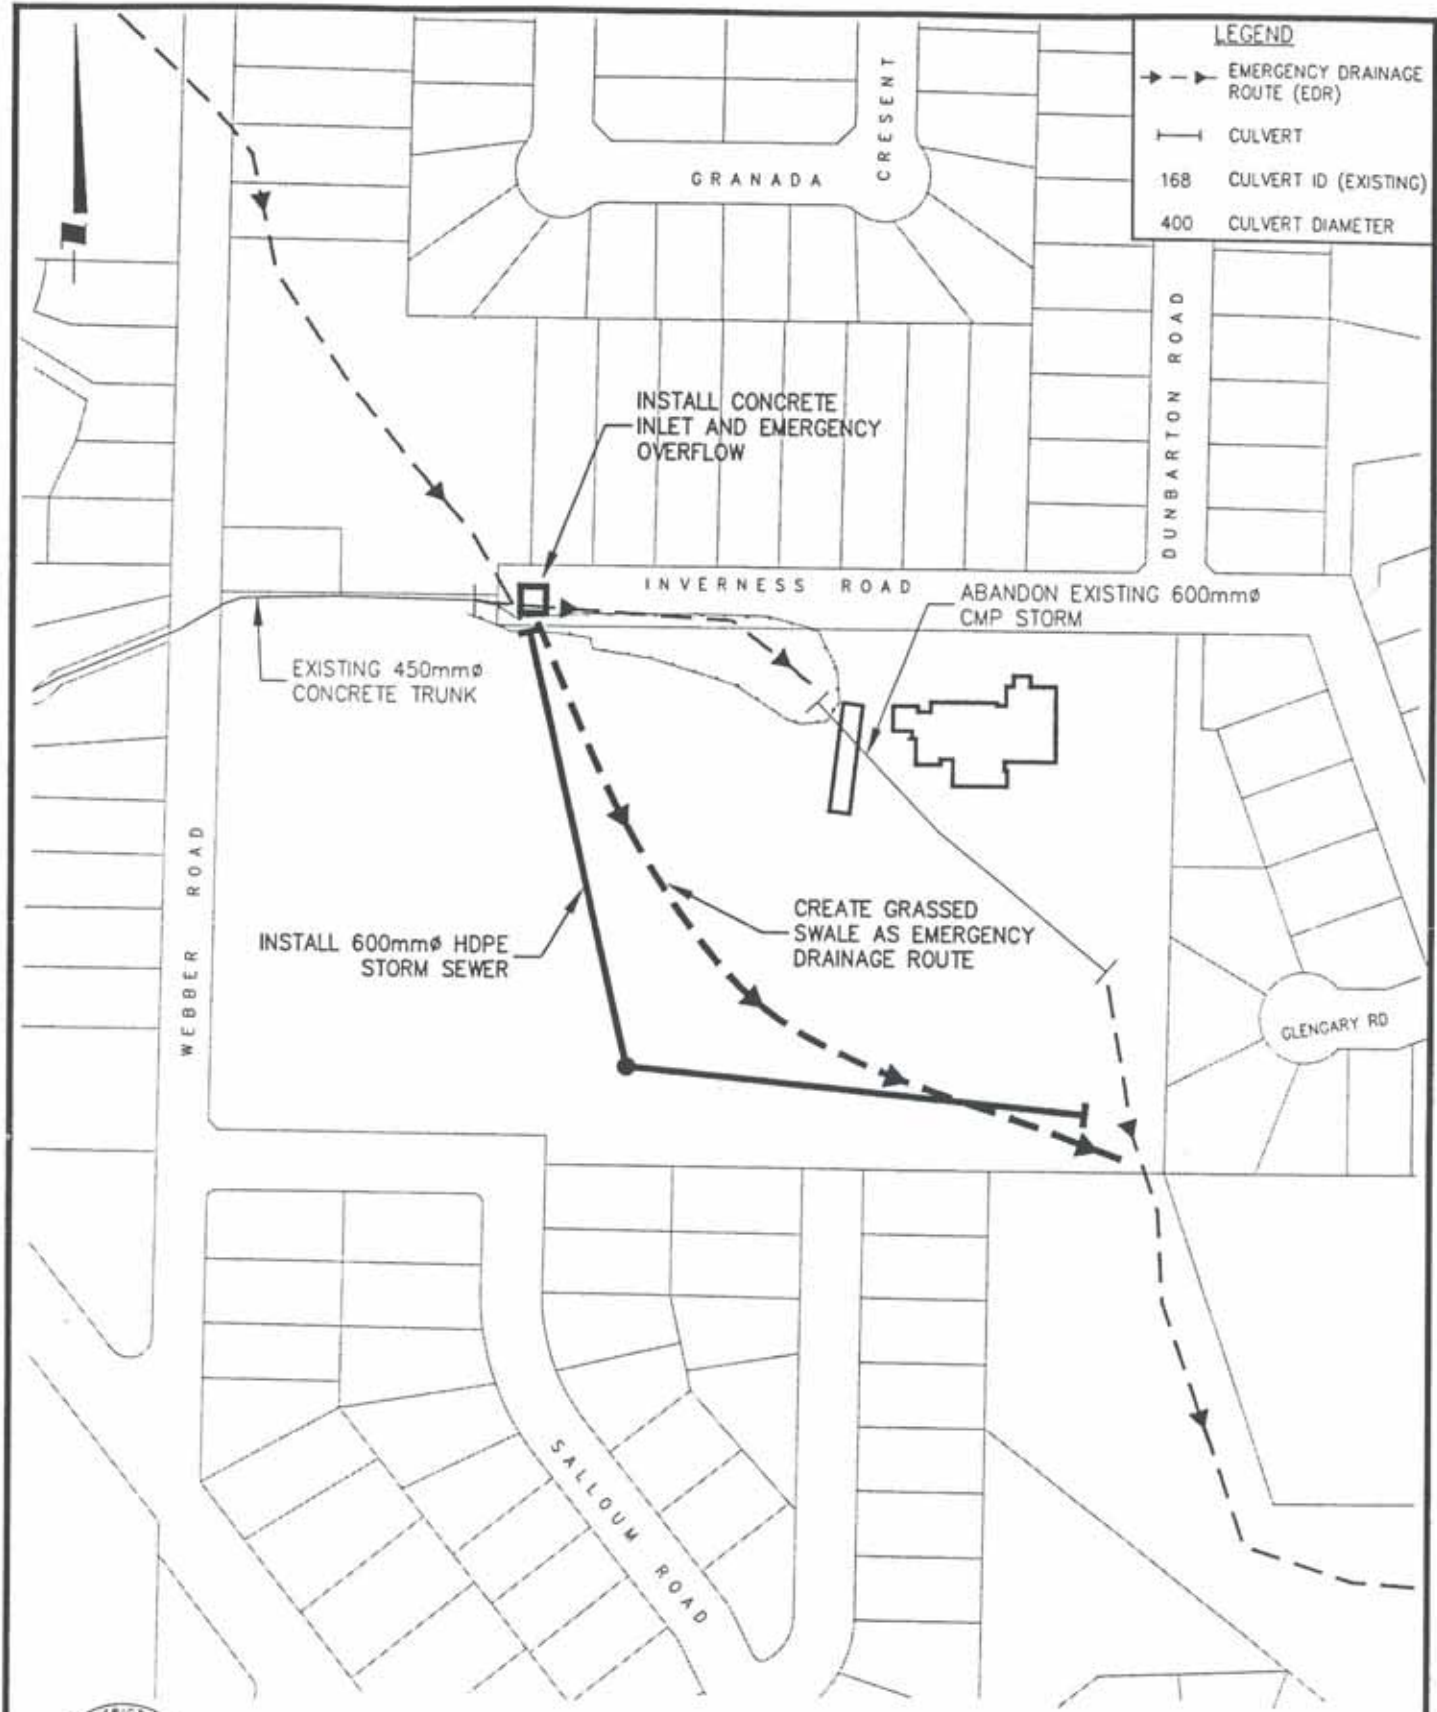 LEGEND
EMERGENCY DRAINAGE
ROUTE (EDR)
CULVERT
168 CULVERT ID (EXISTING)
400 CULVERT DIAMETER
CRESENT
GRANADA
DUNBARTON ROAD
INSTALL CONCRETE
INLET AND EMERGENCY
OVERFLOW
INVERNESS ROAD
ABANDON EXISTING 600mmø
CMP STORM
EXISTING 450mmø
CONCRETE TRUNK
WEBBER ROAD
INSTALL 600mmø HDPE
STORM SEWER
CREATE GRASSED
SWALE AS EMERGENCY
DRAINAGE ROUTE
GLENGARY RD
SALLOUM ROAD